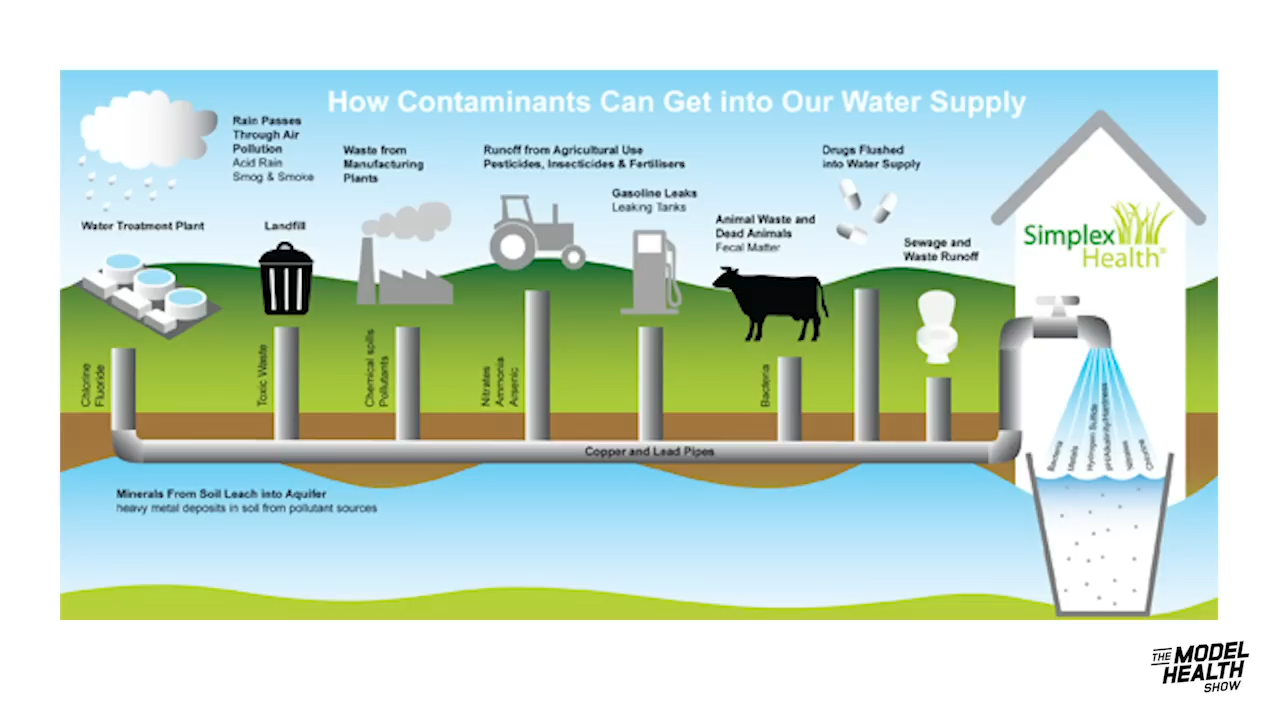 How Contaminants Can Get into Our Water Supply
Rain Passes
Through Air
Pollution
Acid Rain
Smog & Smoke
Waste from
Manufacturing
Plants
Runoff from Agricultural Use
Pesticides, Insecticides & Fertilisers
Drugs Flushed
into Water Supply
Gasoline Leaks
Leaking Tanks
Water Treatment Plant
Landfill
Animal Waste and
Dead Animals
Fecal Matter
Sewage and
Waste Runoff
Simplex
Health®
Chlorine
Fluoride
Toxic Waste
Chemical spills
Pollutants
Nitrates
Ammonia
Arsenic
Bacteria
Copper and Lead Pipes
Bacteria
Metals
Hydrogen Sulfide
pH/Alkalinity/Hardness
Nitrates
Chlorine
Minerals From Soil Leach into Aquifer
heavy metal deposits in soil from pollutant sources
THE MODEL
HEALTH
SHOW